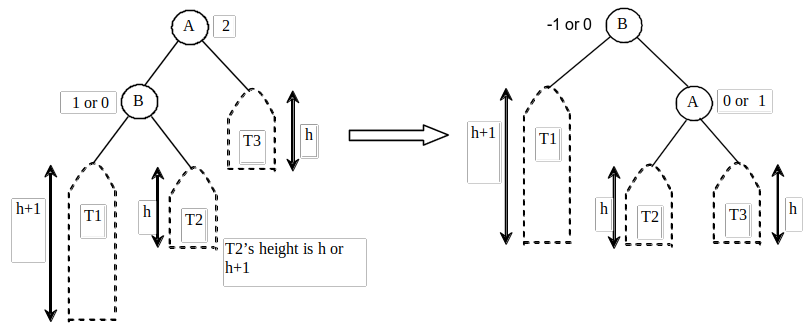 A
2
1 or 0
B
T3
h
h+1
T1
h
T2
T2’s height is h or
h+1
-1 or 0
B
A
0 or 1
h+1
T1
h
T2
T3
h